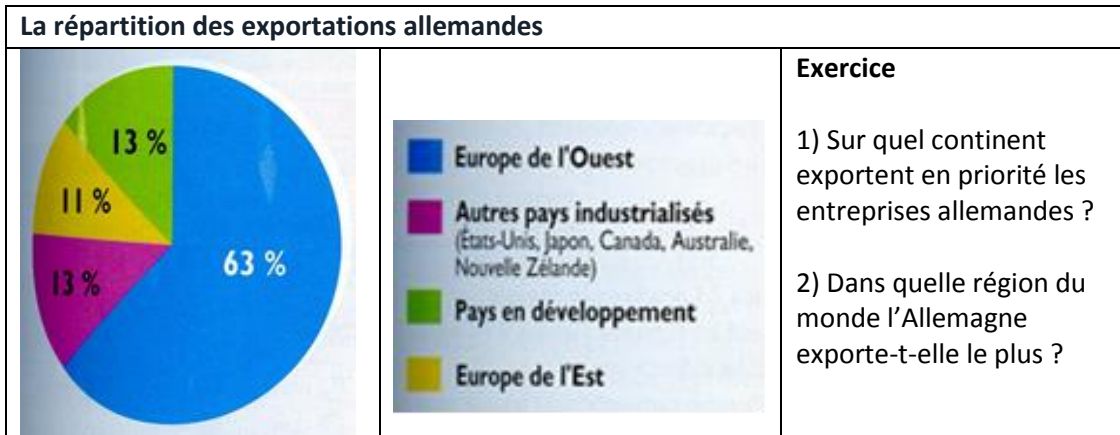 La répartition des exportations allemandes
13 %
11 %
13 %
63 %
Europe de l'Ouest
Autres pays industrialisés
(États-Unis, Japon, Canada, Australie,
Nouvelle Zélande)
Pays en développement
Europe de l'Est
Exercice
1) Sur quel continent
exportent en priorité les
entreprises allemandes ?
2) Dans quelle région du
monde l’Allemagne
exporte-t-elle le plus ?